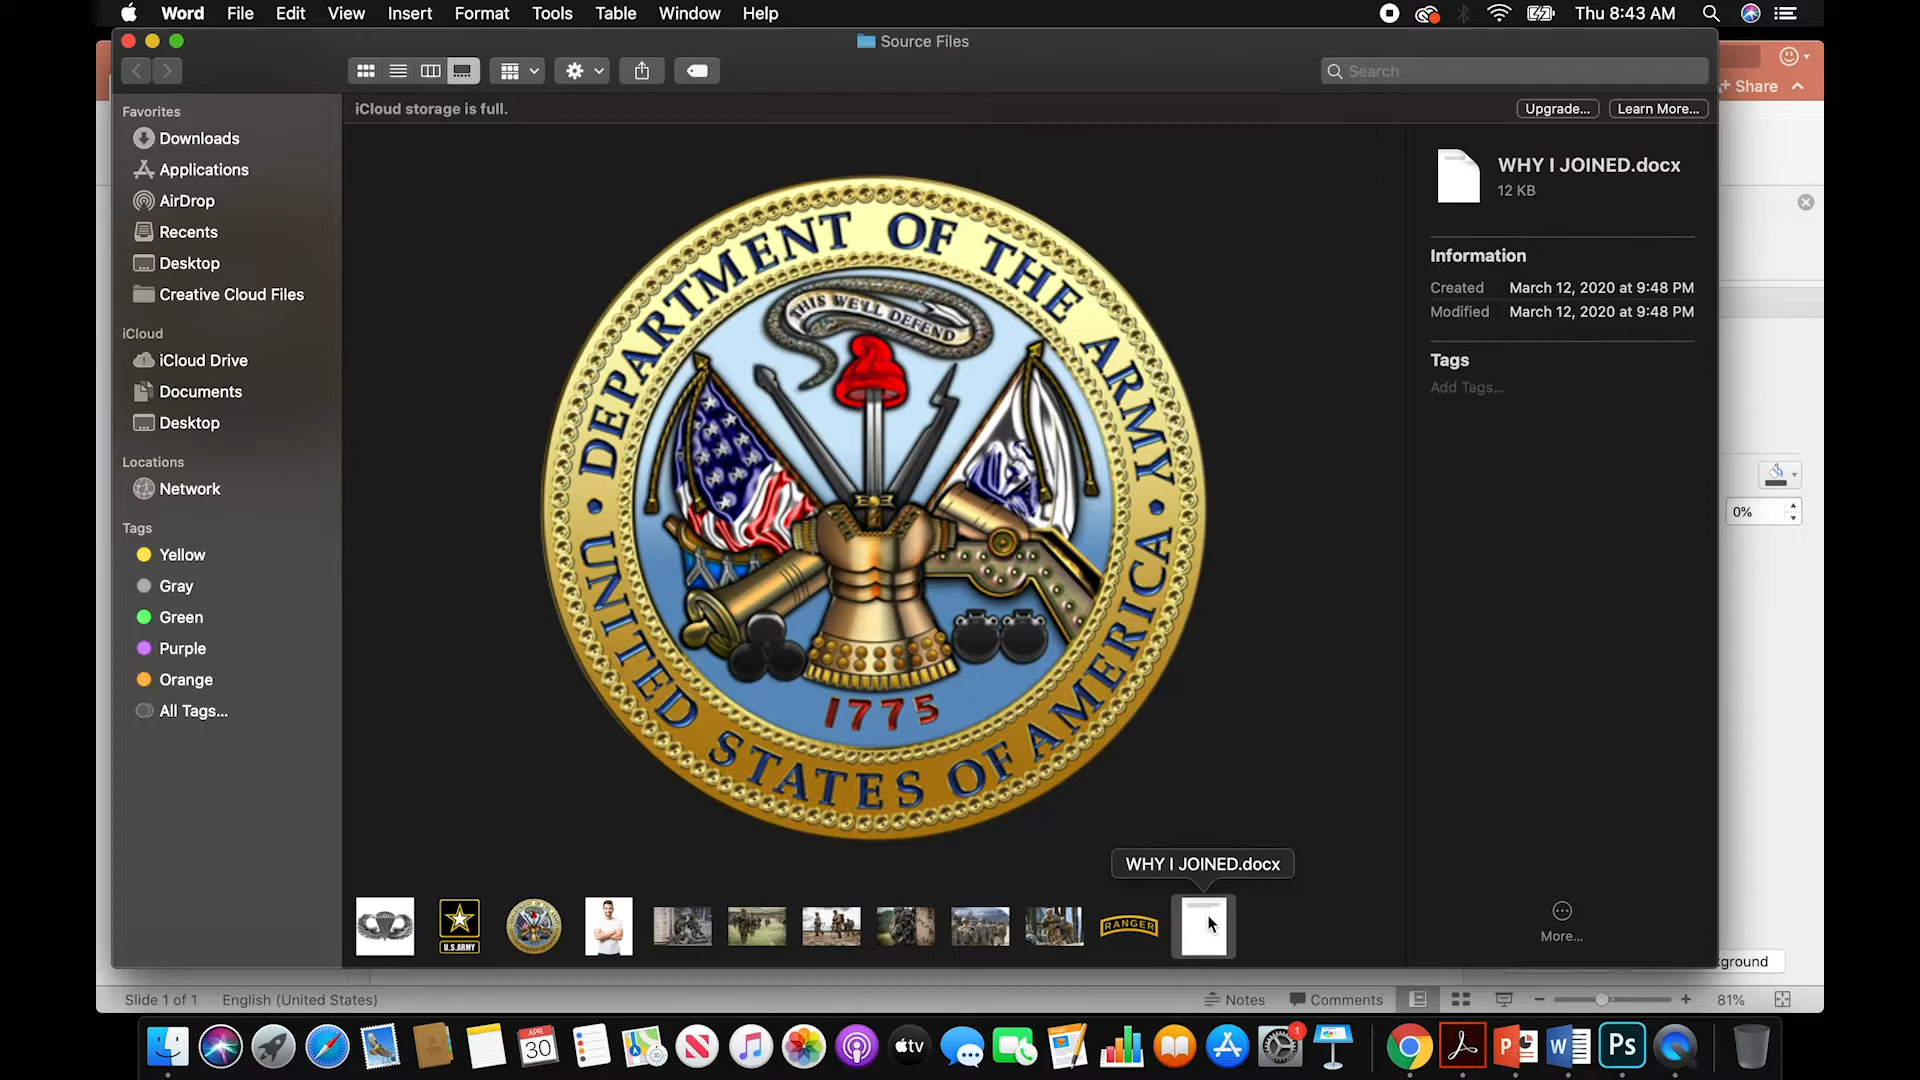 Word File Edit View Insert Format Tools Table Window Help Thu 8:43 AM
Source Files
Search
Share
iCloud storage is full. Upgrade... Learn More...
Favorites
Downloads
Applications
AirDrop
Recents
Desktop
Creative Cloud Files
iCloud
iCloud Drive
Documents
Desktop
Locations
Network
Tags
Yellow
Gray
Green
Purple
Orange
All Tags...
DEPARTMENT OF THE ARMY
THIS WE'LL DEFEND
1775
UNITED STATES OF AMERICA
WHY I JOINED.docx
12 KB
Information
Created March 12, 2020 at 9:48 PM
Modified March 12, 2020 at 9:48 PM
Tags
Add Tags...
0%
WHY I JOINED.docx
U.S.ARMY
RANGER
More...
ground
Slide 1 of 1 English (United States) Notes Comments 81%
APR
30
tv
1
P
W
Ps